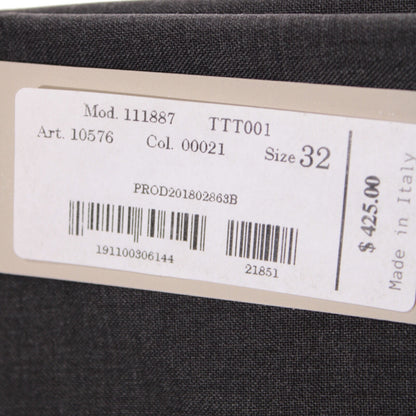 Mod. 111887 TTT001
Art. 10576 Col. 00021 Size 32
PROD201802863B
191100306144 21851
$ 425.00
Made in Italy